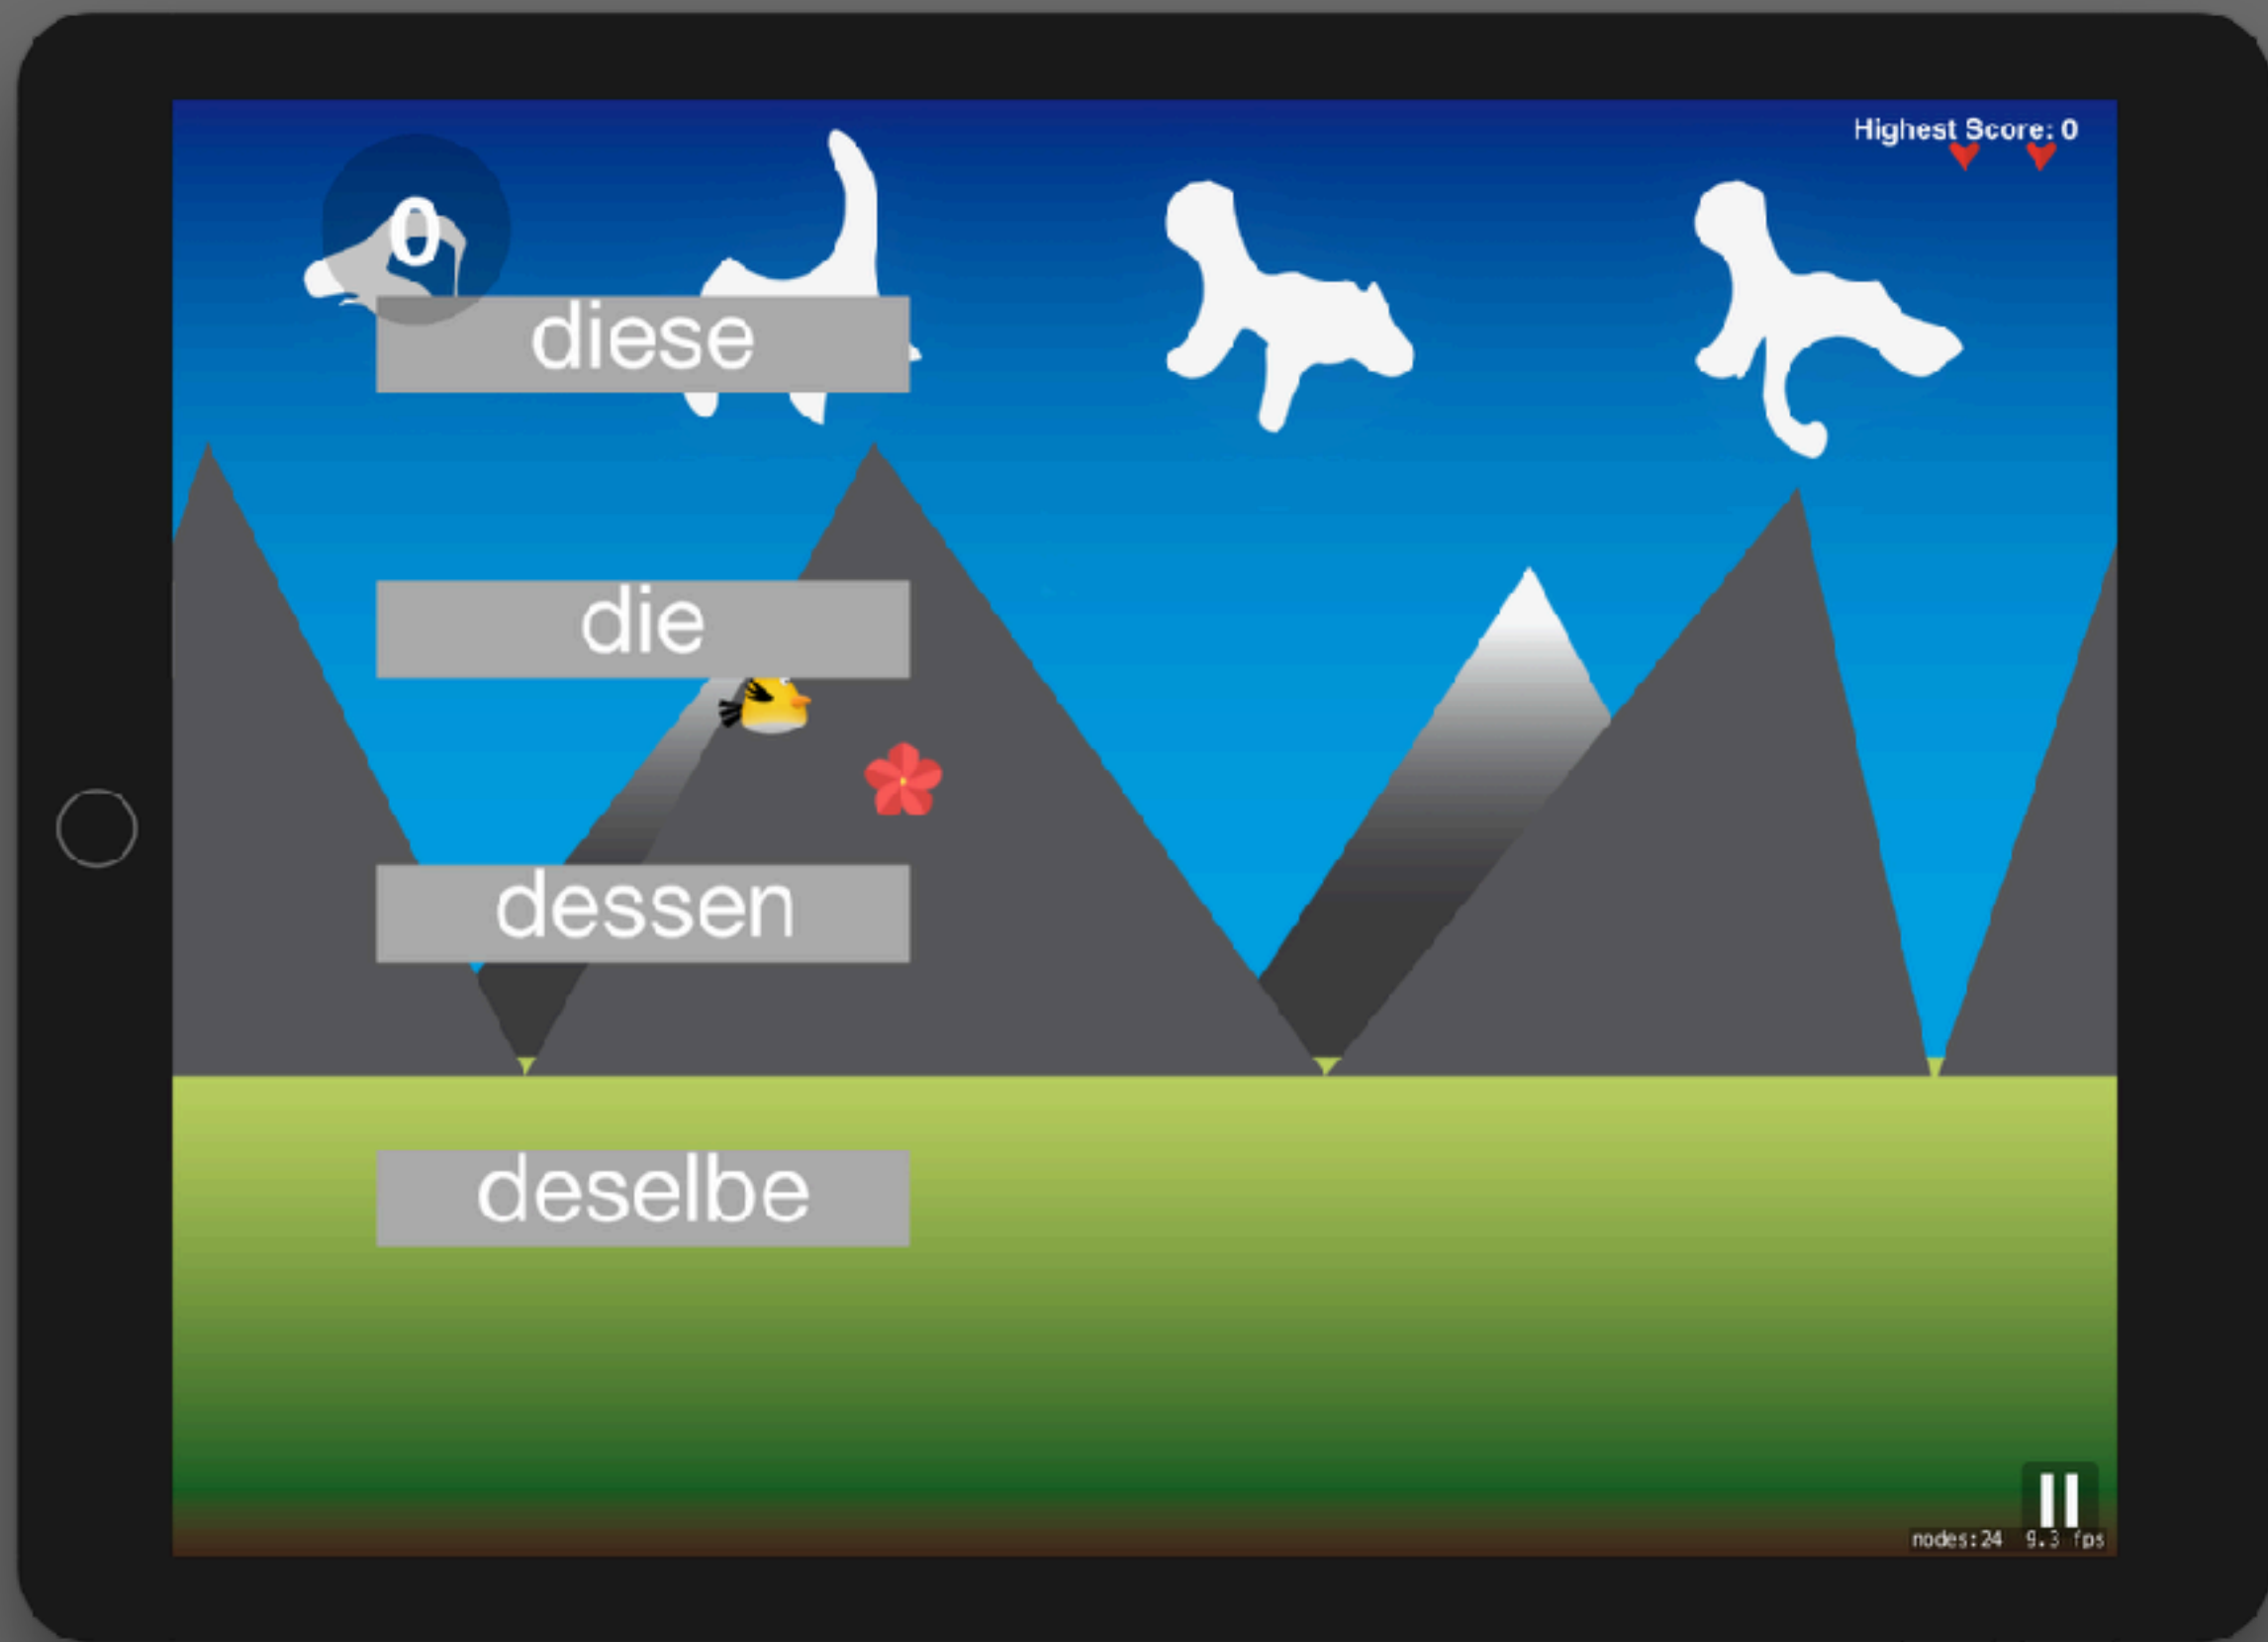 Highest Score: 0
0
diese
die
dessen
deselbe
nodes:24 9.3 fps